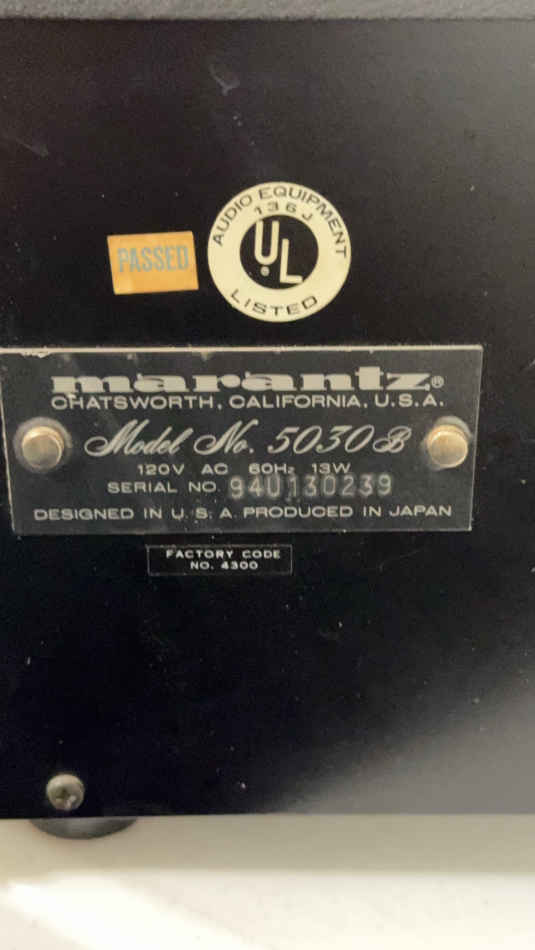 PASSED
AUDIO EQUIPMENT
136J
UL
LISTED
marantz®
CHATSWORTH, CALIFORNIA, U.S.A.
Model No. 5030B
120V AC 60Hz 13W
SERIAL NO. 94U130239
DESIGNED IN U.S.A. PRODUCED IN JAPAN
FACTORY CODE
NO. 4300